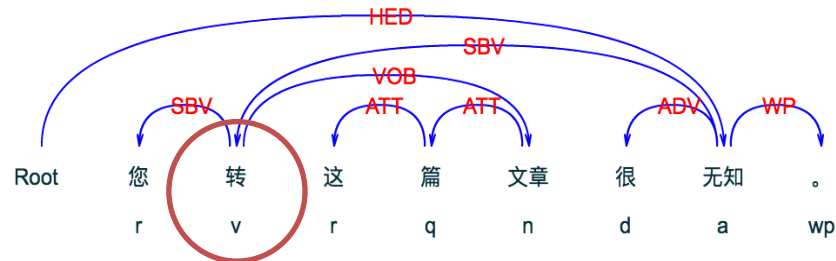 HED
SBV
VOB
SBV ATT ATT ADV WP
Root 您 转 这 篇 文章 很 无知 。
r v r q n d a wp